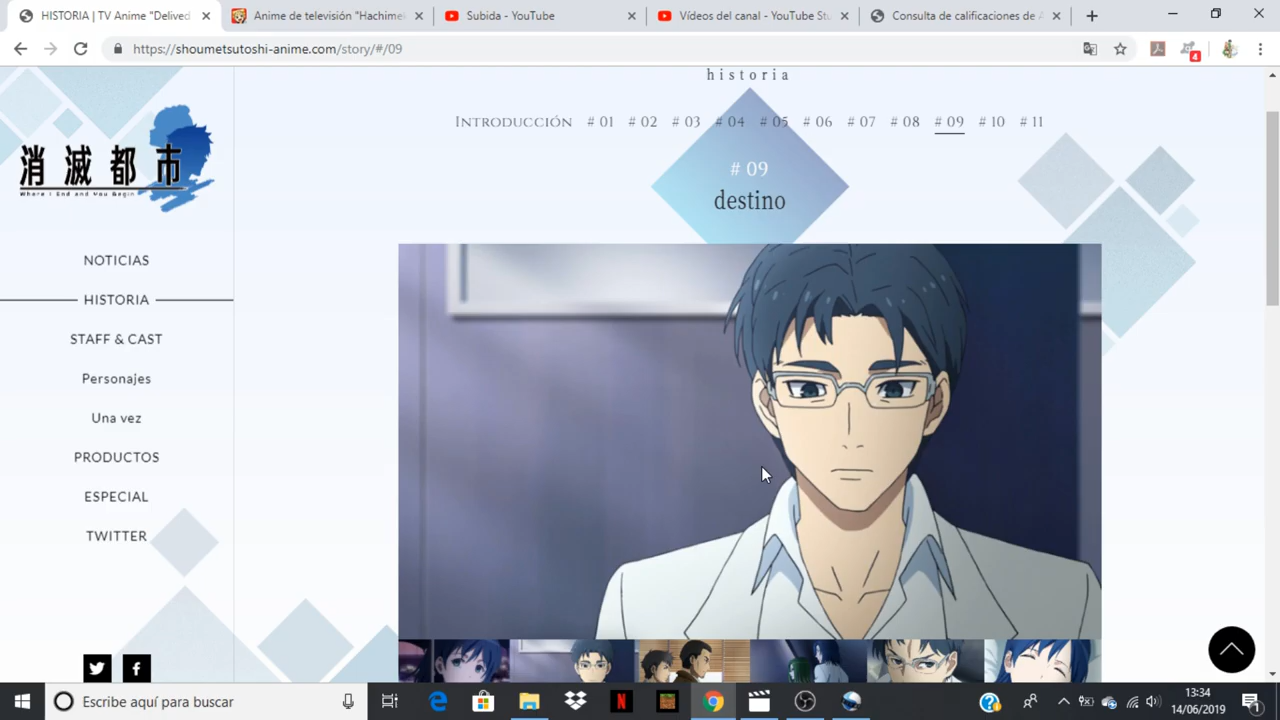 HISTORIA | TV Anime "Delived
Anime de televisión "Hachime
Subida - YouTube
Vídeos del canal - YouTube Stu
Consulta de calificaciones de A
https://shoumetsutoshi-anime.com/story/#/09
4
消滅都市
Where I End and You Begin
NOTICIAS
HISTORIA
STAFF & CAST
Personajes
Una vez
PRODUCTOS
ESPECIAL
TWITTER
historia
INTRODUCCIÓN # 01 # 02 # 03 # 04 # 05 # 06 # 07 # 08 # 09 # 10 # 11
# 09
destino
Escribe aquí para buscar
13:34
14/06/2019
1